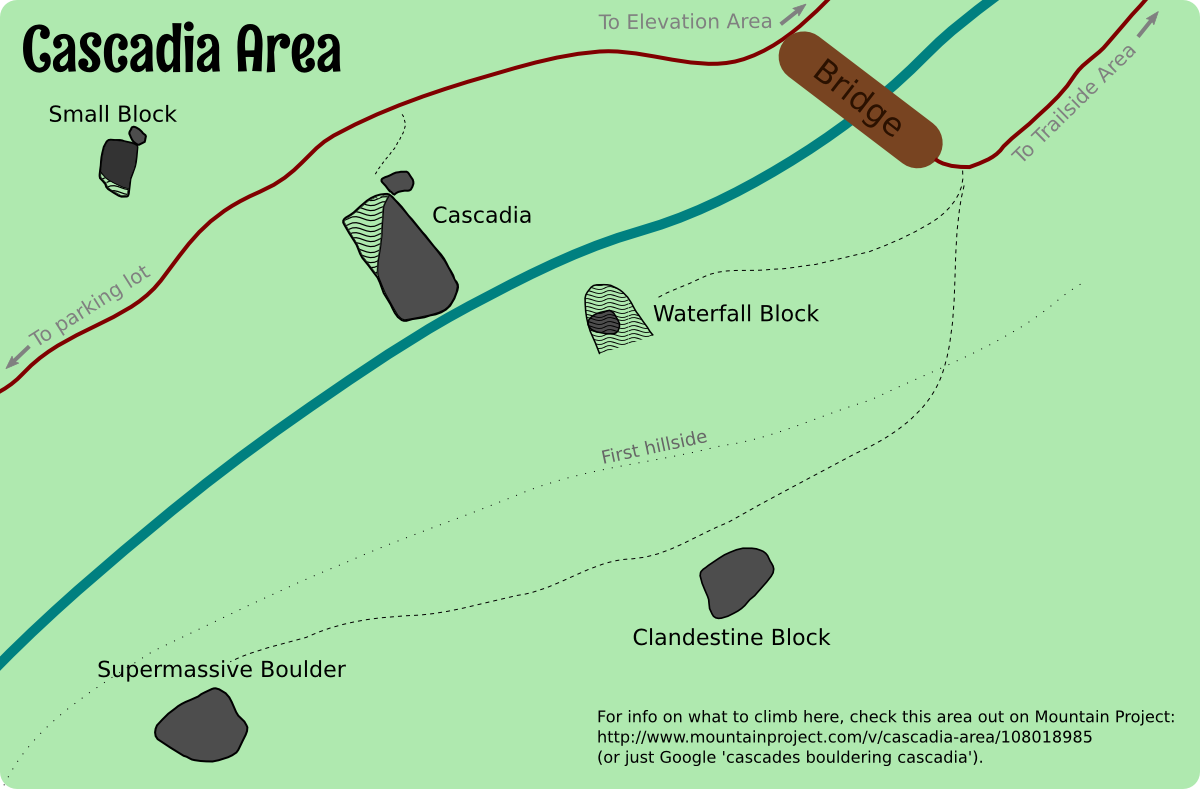 Cascadia Area
To Elevation Area
Bridge
To Trailside Area
Small Block
Cascadia
To parking lot
Waterfall Block
First hillside
Clandestine Block
Supermassive Boulder
For info on what to climb here, check this area out on Mountain Project:
http://www.mountainproject.com/v/cascadia-area/108018985
(or just Google 'cascades bouldering cascadia').